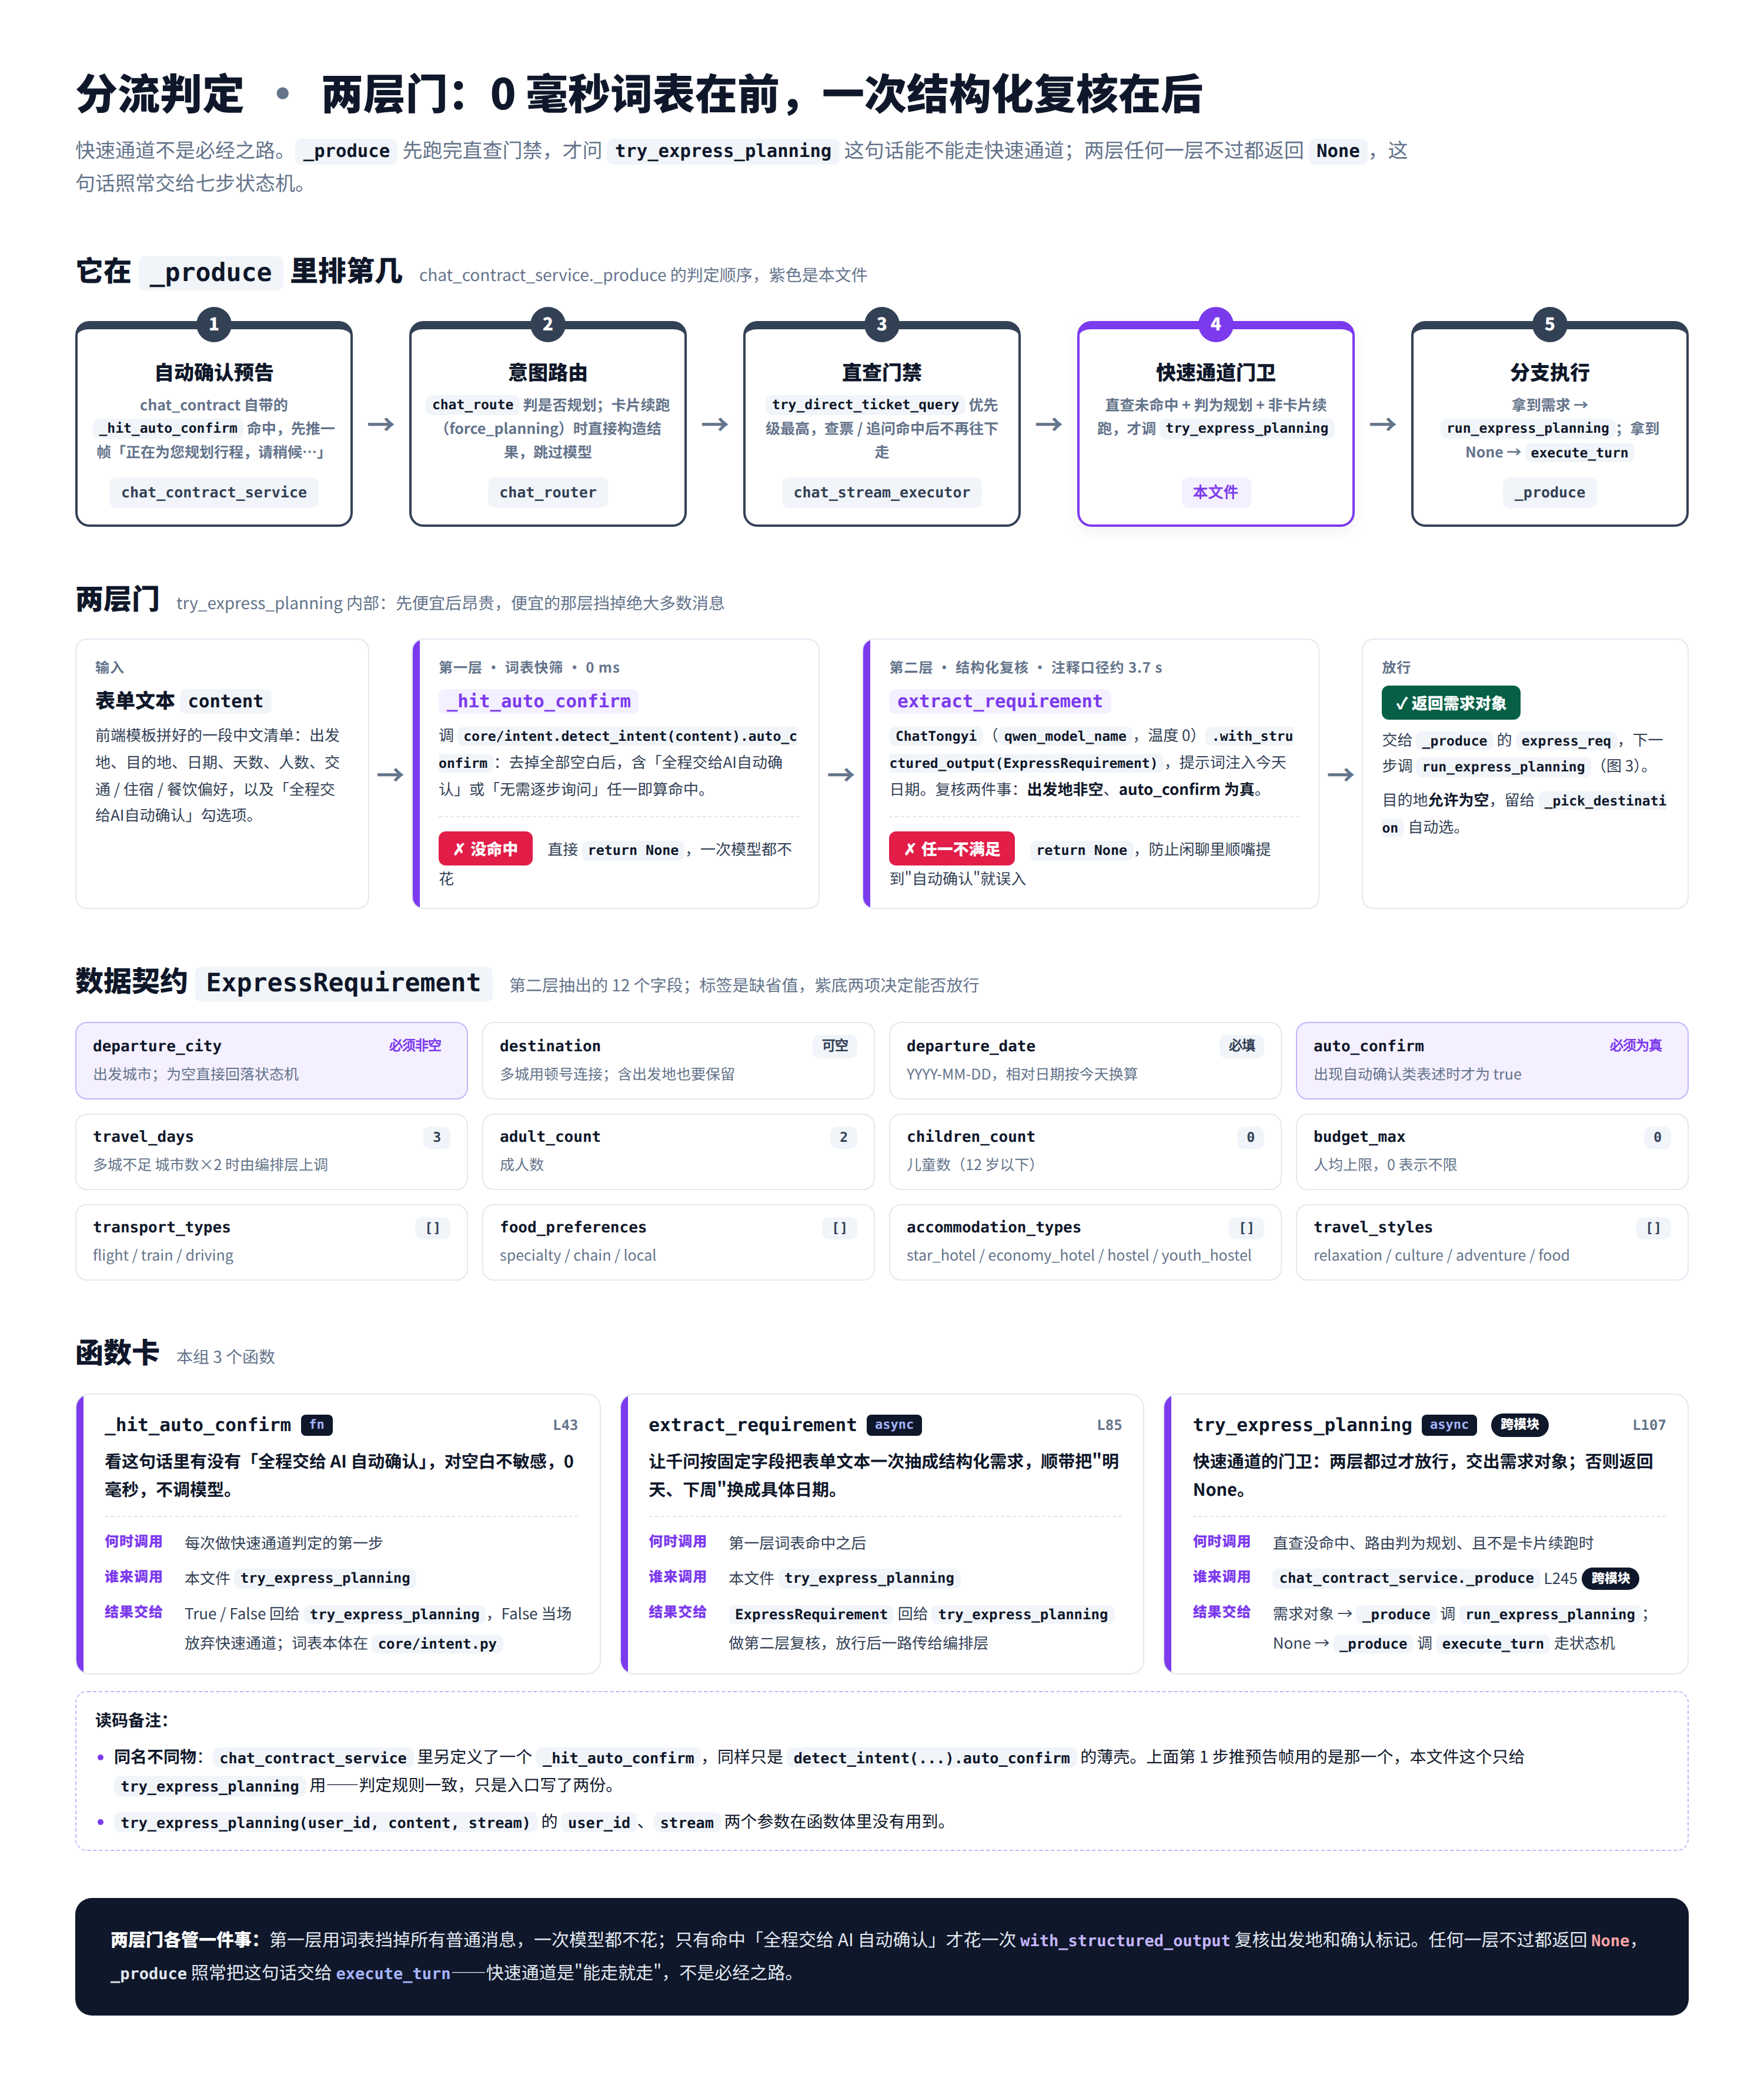 分流判定 • 两层门：0 毫秒词表在前，一次结构化复核在后
快速通道不是必经之路。 _produce 先跑完直查门禁，才问 try_express_planning 这句话能不能走快速通道；两层任何一层不过都返回 None ，这
句话照常交给七步状态机。
它在 _produce 里排第几 chat_contract_service._produce 的判定顺序，紫色是本文件
1
自动确认预告
chat_contract 自带的
_hit_auto_confirm 命中，先推一
帧「正在为您规划行程，请稍候…」
chat_contract_service
→
2
意图路由
chat_route 判是否规划；卡片续跑
（force_planning）时直接构造结
果，跳过模型
chat_router
→
3
直查门禁
try_direct_ticket_query 优先
级最高，查票 / 追问命中后不再往下
走
chat_stream_executor
→
4
快速通道门卫
直查未命中 + 判为规划 + 非卡片续
跑，才调 try_express_planning
本文件
→
5
分支执行
拿到需求 →
run_express_planning ；拿到
None → execute_turn
_produce
两层门 try_express_planning 内部：先便宜后昂贵，便宜的那层挡掉绝大多数消息
输入
表单文本 content
前端模板拼好的一段中文清单：出发
地、目的地、日期、天数、人数、交
通 / 住宿 / 餐饮偏好，以及「全程交
给AI自动确认」勾选项。
→
第一层 • 词表快筛 • 0 ms
_hit_auto_confirm
调 core/intent.detect_intent(content).auto_c
onfirm ：去掉全部空白后，含「全程交给AI自动确
认」或「无需逐步询问」任一即算命中。
✗ 没命中 直接 return None ，一次模型都不
花
→
第二层 • 结构化复核 • 注释口径约 3.7 s
extract_requirement
ChatTongyi （ qwen_model_name ，温度 0） .with_stru
ctured_output(ExpressRequirement) ，提示词注入今天
日期。复核两件事：出发地非空、auto_confirm 为真。
✗ 任一不满足 return None ，防止闲聊里顺嘴提
到"自动确认"就误入
→
放行
✓ 返回需求对象
交给 _produce 的 express_req ，下一
步调 run_express_planning （图 3）。
目的地允许为空，留给 _pick_destinati
on 自动选。
数据契约 ExpressRequirement 第二层抽出的 12 个字段；标签是缺省值，紫底两项决定能否放行
departure_city 必须非空
出发城市；为空直接回落状态机
destination 可空
多城用顿号连接；含出发地也要保留
departure_date 必填
YYYY-MM-DD，相对日期按今天换算
auto_confirm 必须为真
出现自动确认类表述时才为 true
travel_days 3
多城不足 城市数×2 时由编排层上调
adult_count 2
成人数
children_count 0
儿童数（12 岁以下）
budget_max 0
人均上限，0 表示不限
transport_types []
flight / train / driving
food_preferences []
specialty / chain / local
accommodation_types []
star_hotel / economy_hotel / hostel / youth_hostel
travel_styles []
relaxation / culture / adventure / food
函数卡 本组 3 个函数
_hit_auto_confirm fn L43
看这句话里有没有「全程交给 AI 自动确认」，对空白不敏感，0
毫秒，不调模型。
何时调用 每次做快速通道判定的第一步
谁来调用 本文件 try_express_planning
结果交给 True / False 回给 try_express_planning ，False 当场
放弃快速通道；词表本体在 core/intent.py
extract_requirement async L85
让千问按固定字段把表单文本一次抽成结构化需求，顺带把"明
天、下周"换成具体日期。
何时调用 第一层词表命中之后
谁来调用 本文件 try_express_planning
结果交给 ExpressRequirement 回给 try_express_planning
做第二层复核，放行后一路传给编排层
try_express_planning async 跨模块 L107
快速通道的门卫：两层都过才放行，交出需求对象；否则返回
None。
何时调用 直查没命中、路由判为规划、且不是卡片续跑时
谁来调用 chat_contract_service._produce L245 跨模块
结果交给 需求对象 → _produce 调 run_express_planning ；
None → _produce 调 execute_turn 走状态机
读码备注：
• 同名不同物： chat_contract_service 里另定义了一个 _hit_auto_confirm ，同样只是 detect_intent(...).auto_confirm 的薄壳。上面第 1 步推预告帧用的是那一个，本文件这个只给
try_express_planning 用——判定规则一致，只是入口写了两份。
• try_express_planning(user_id, content, stream) 的 user_id 、 stream 两个参数在函数体里没有用到。
两层门各管一件事：第一层用词表挡掉所有普通消息，一次模型都不花；只有命中「全程交给 AI 自动确认」才花一次 with_structured_output 复核出发地和确认标记。任何一层不过都返回 None，
_produce 照常把这句话交给 execute_turn——快速通道是"能走就走"，不是必经之路。